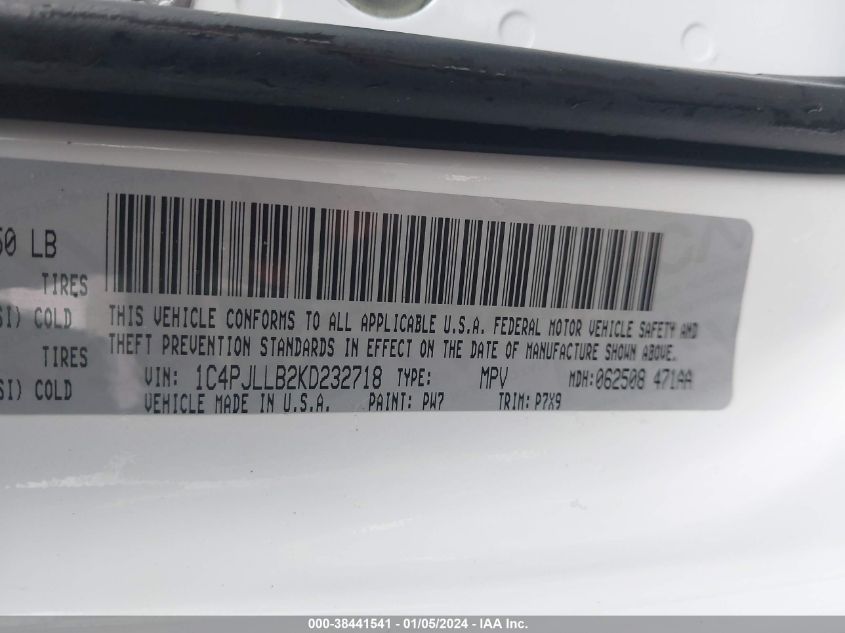 50 LB
TIRES
SI) COLD
TIRES
SI) COLD
THIS VEHICLE CONFORMS TO ALL APPLICABLE U.S.A. FEDERAL MOTOR VEHICLE SAFETY AND
THEFT PREVENTION STANDARDS IN EFFECT ON THE DATE OF MANUFACTURE SHOWN ABOVE.
VIN: 1C4PJLLB2KD232718 TYPE: MPV MDH:062508 471AA
VEHICLE MADE IN U.S.A. PAINT: PW7 TRIM: P7X9
000-38441541 - 01/05/2024 - IAA Inc.